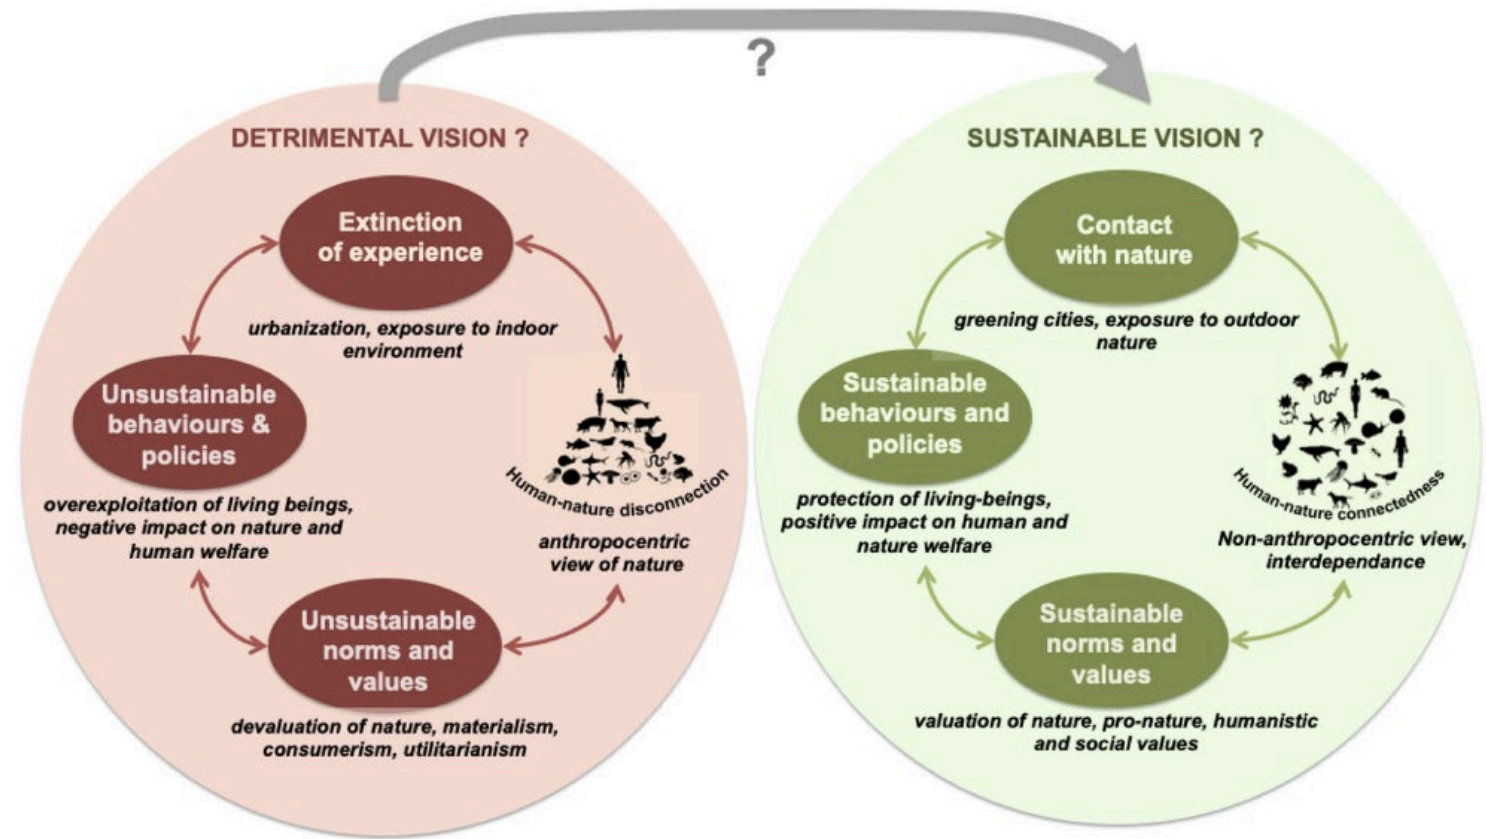 ?
DETRIMENTAL VISION ?
Extinction
of experience
urbanization, exposure to indoor
environment
Unsustainable
behaviours &
policies
overexploitation of living beings,
negative impact on nature and
human welfare
Human-nature disconnection
anthropocentric
view of nature
Unsustainable
norms and
values
devaluation of nature, materialism,
consumerism, utilitarianism
SUSTAINABLE VISION ?
Contact
with nature
greening cities, exposure to outdoor
nature
Sustainable
behaviours and
policies
protection of living-beings,
positive impact on human and
nature welfare
Human-nature connectedness
Non-anthropocentric view,
interdependance
Sustainable
norms and
values
valuation of nature, pro-nature, humanistic
and social values